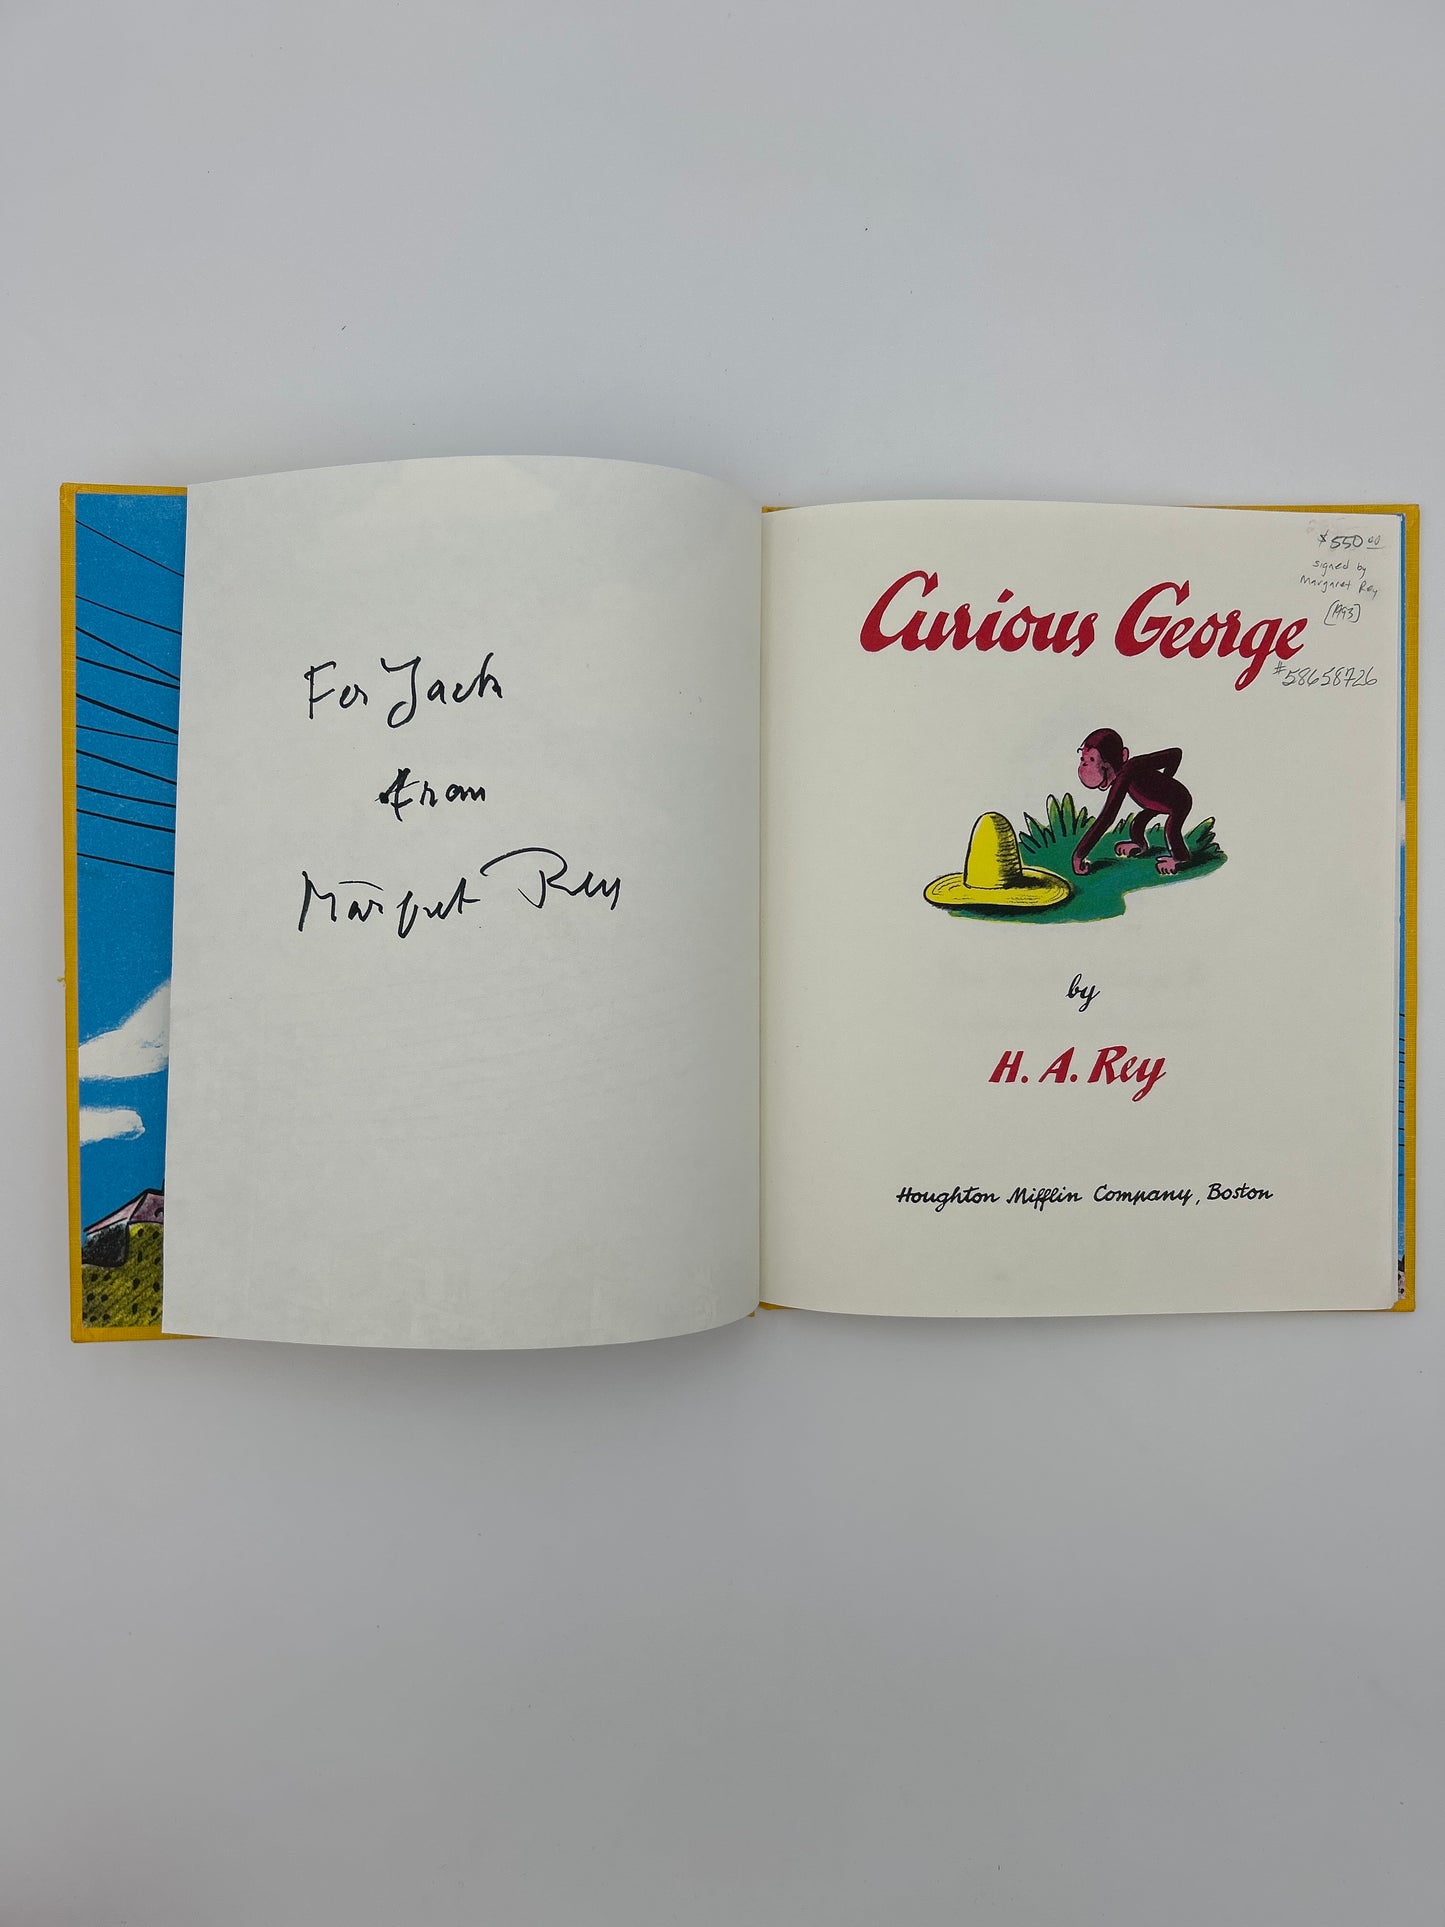 For Jack
from
Margret Rey
$550.00
signed by
Margaret Rey
[1993]
Curious George
#58658726
by
H. A. Rey
Houghton Mifflin Company, Boston